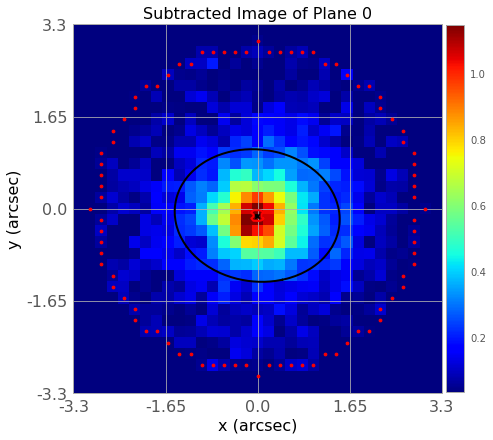 Subtracted Image of Plane 0
3.3
1.65
0.0
-1.65
-3.3
y (arcsec)
-3.3 -1.65 0.0 1.65 3.3
x (arcsec)
1.0
0.8
0.6
0.4
0.2